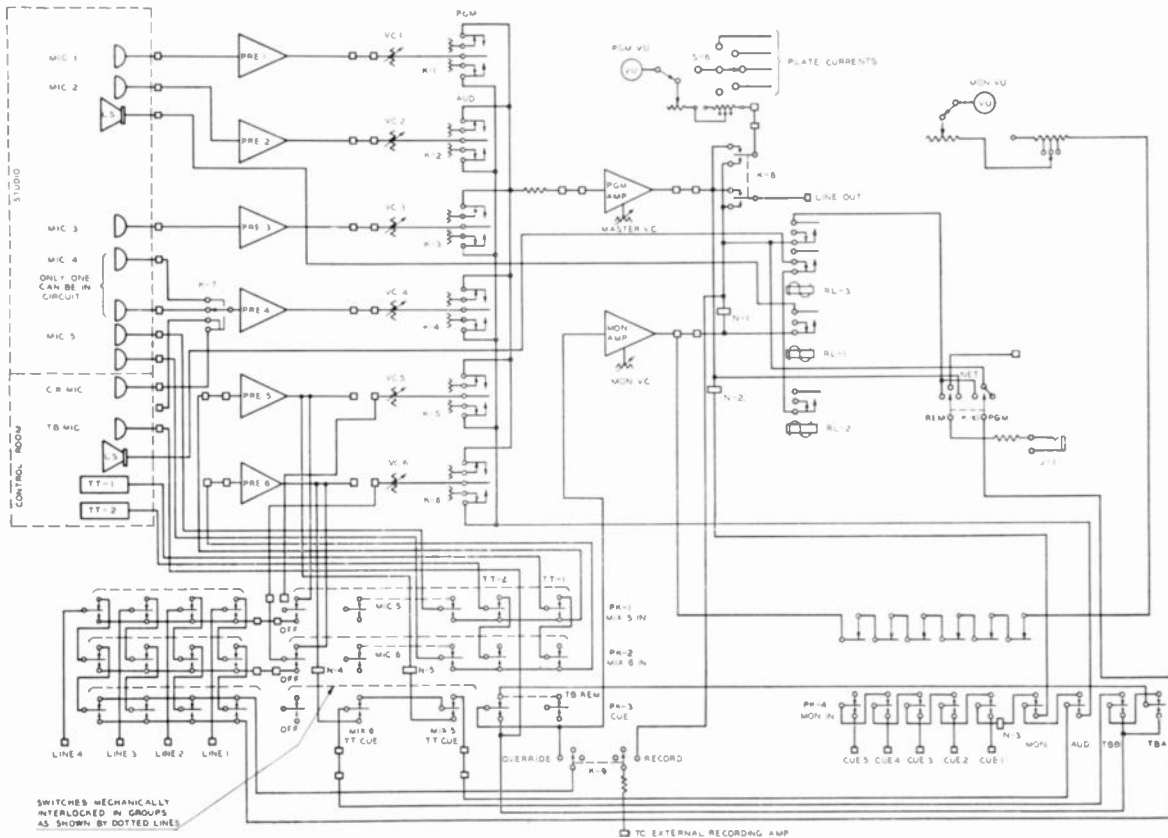 STUDIO
CONTROL ROOM
MIC 1
MIC 2
L.S.
MIC 3
MIC 4
ONLY ONE
CAN BE IN
CIRCUIT
MIC 5
C.R. MIC
TB MIC
L.S.
TT-1
TT-2
PRE 1
PRE 2
PRE 3
K-7
PRE 4
PRE 5
PRE 6
VC.1
VC.2
VC.3
VC.4
VC.5
VC.6
PGM
K-1
AUD
K-2
K-3
K-4
K-5
K-6
PGM VU
VU
S-6
PLATE CURRENTS
MON VU
VU
K-8
PGM
AMP
MASTER VC
LINE OUT
RL-3
N-1
MON
AMP
MON VC
RL-1
N-2
RL-2
NET
REM
PGM
TT-2
TT-1
OFF
MIC 5
PK-1
MIX 5 IN
OFF
MIC 6
PK-2
MIX 6 IN
N-4
N-5
OFF
MIX 6
TT CUE
MIX 5
TT CUE
TB REM
PK-3
CUE
LINE 4
LINE 3
LINE 2
LINE 1
OVERRIDE
K-9
RECORD
PK-4
MON IN
CUE 5
CUE 4
CUE 3
CUE 2
CUE 1
N-3
MON
AUD
TBB
TBA
SWITCHES MECHANICALLY
INTERLOCKED IN GROUPS
AS SHOWN BY DOTTED LINES
TO EXTERNAL RECORDING AMP